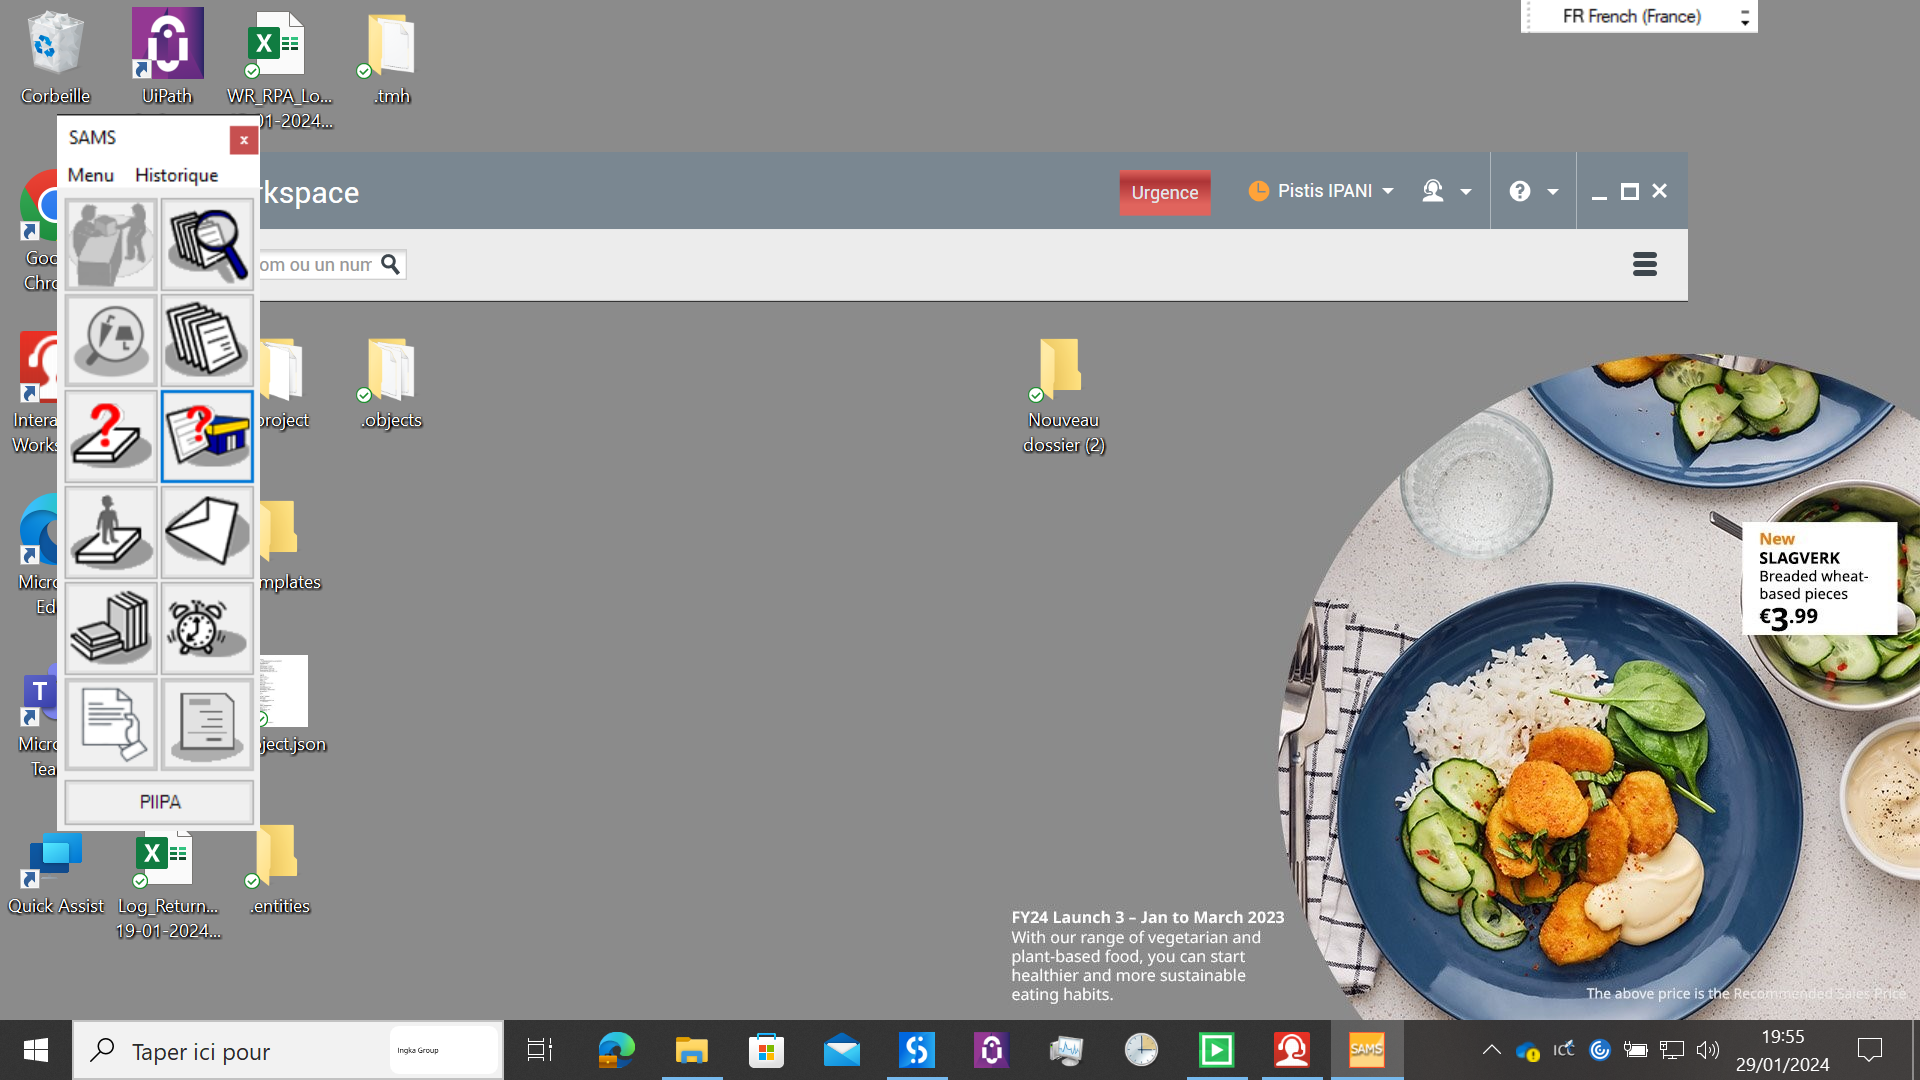 FR French (France)
Corbeille
UiPath
WR_RPA_Lo...
01-2024...
.tmh
SAMS
Menu Historique
rkspace
Urgence
Pistis IPANI
om ou un num
Goo
Chro
Intera
Works
project
.objects
Nouveau
dossier (2)
Micro
Ed
mplates
New
SLAGVERK
Breaded wheat-
based pieces
€3.99
T
Micro
Tea
ject.json
PIIPA
Quick Assist
Log_Return...
19-01-2024...
.entities
FY24 Launch 3 – Jan to March 2023
With our range of vegetarian and
plant-based food, you can start
healthier and more sustainable
eating habits.
The above price is the Recommended Sales Price
Taper ici pour
Ingka Group
SAMS
ICC
19:55
29/01/2024